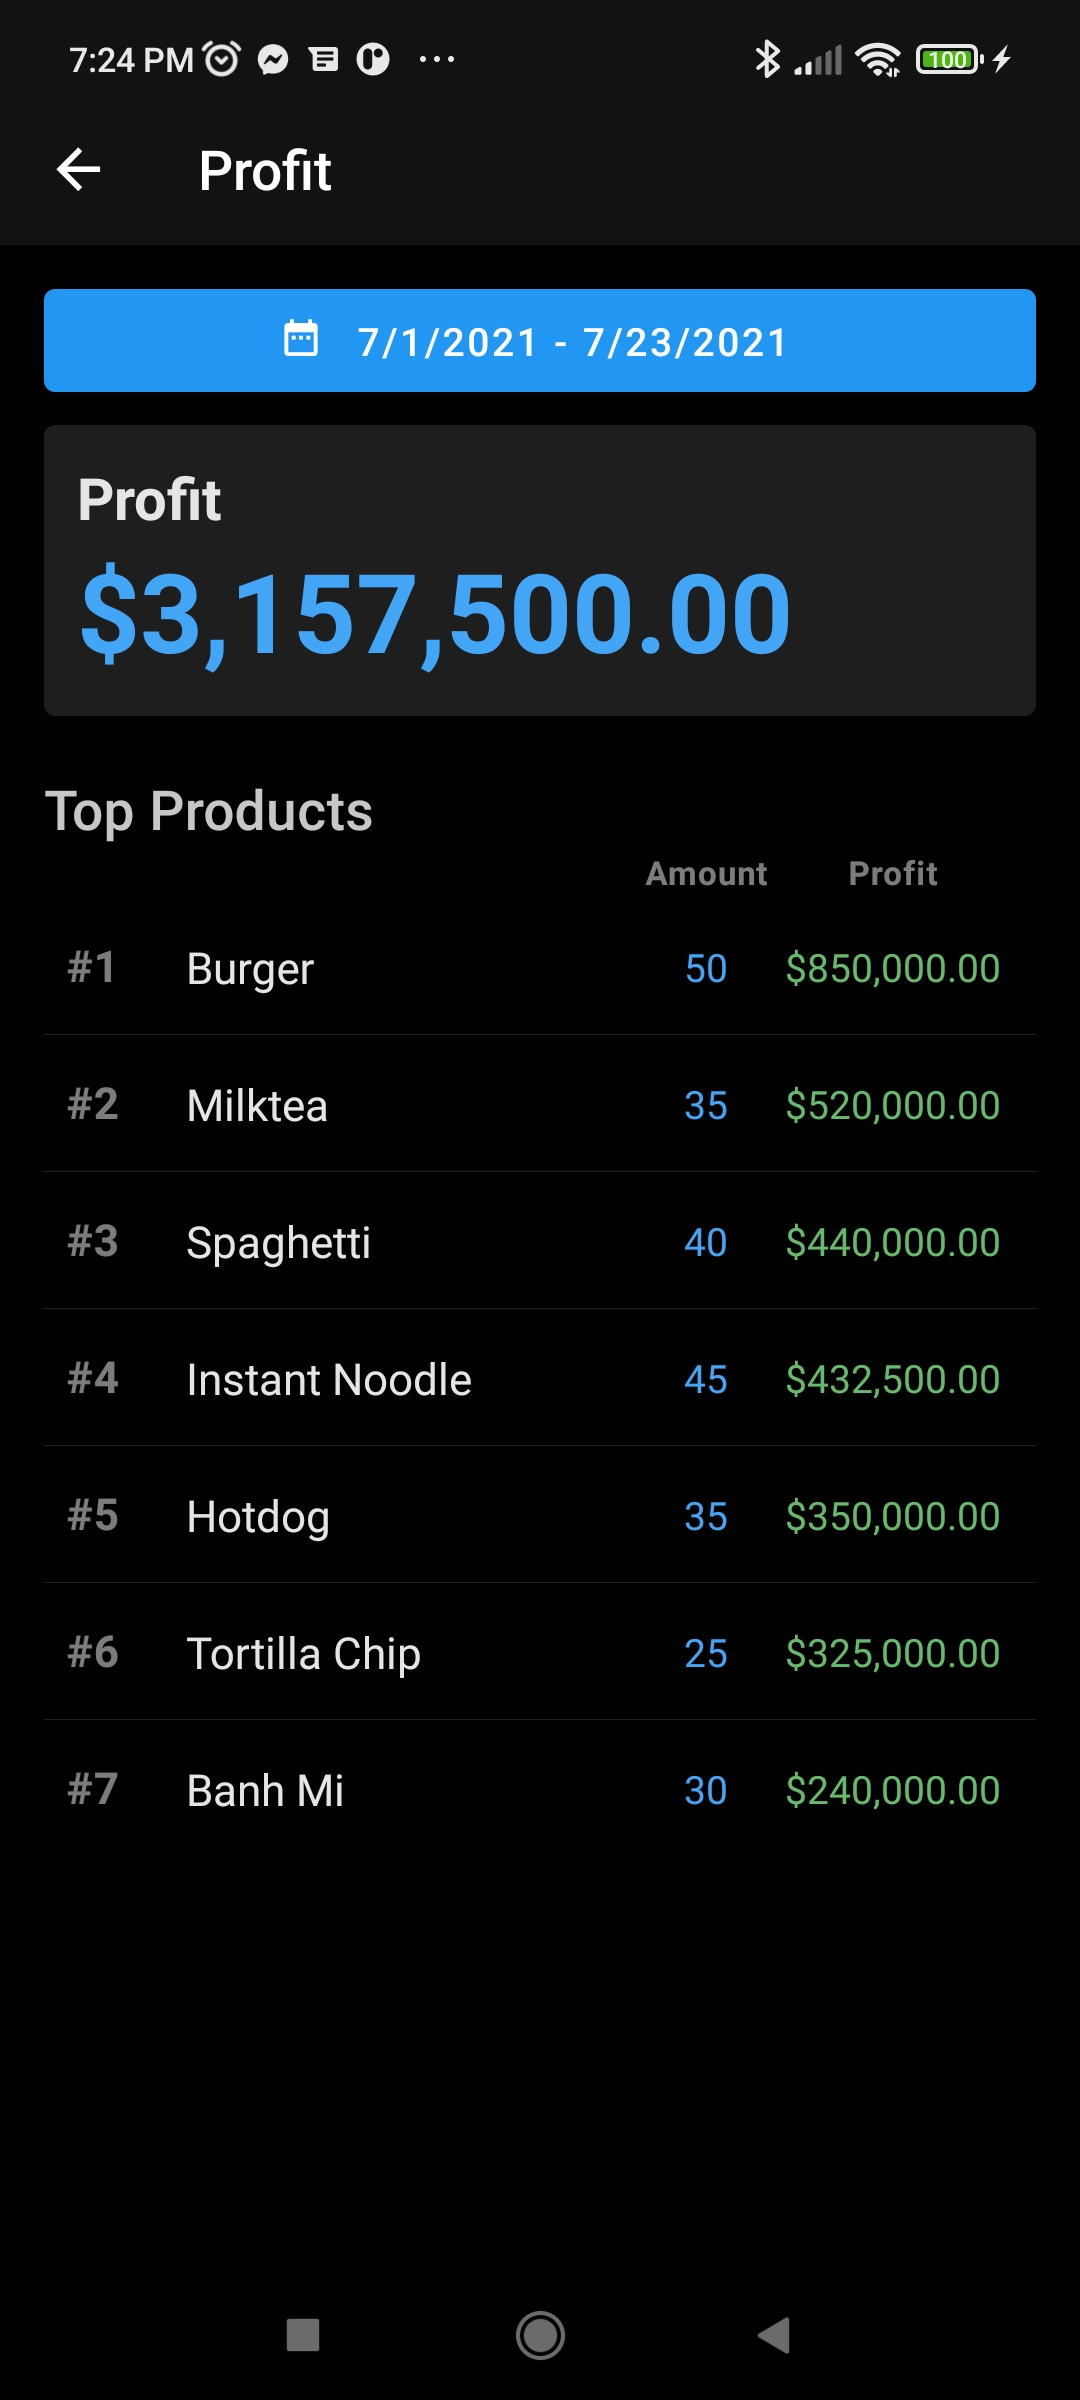 7:24 PM 100
Profit
7/1/2021 - 7/23/2021
Profit
$3,157,500.00
Top Products
Amount Profit
#1 Burger 50 $850,000.00
#2 Milktea 35 $520,000.00
#3 Spaghetti 40 $440,000.00
#4 Instant Noodle 45 $432,500.00
#5 Hotdog 35 $350,000.00
#6 Tortilla Chip 25 $325,000.00
#7 Banh Mi 30 $240,000.00